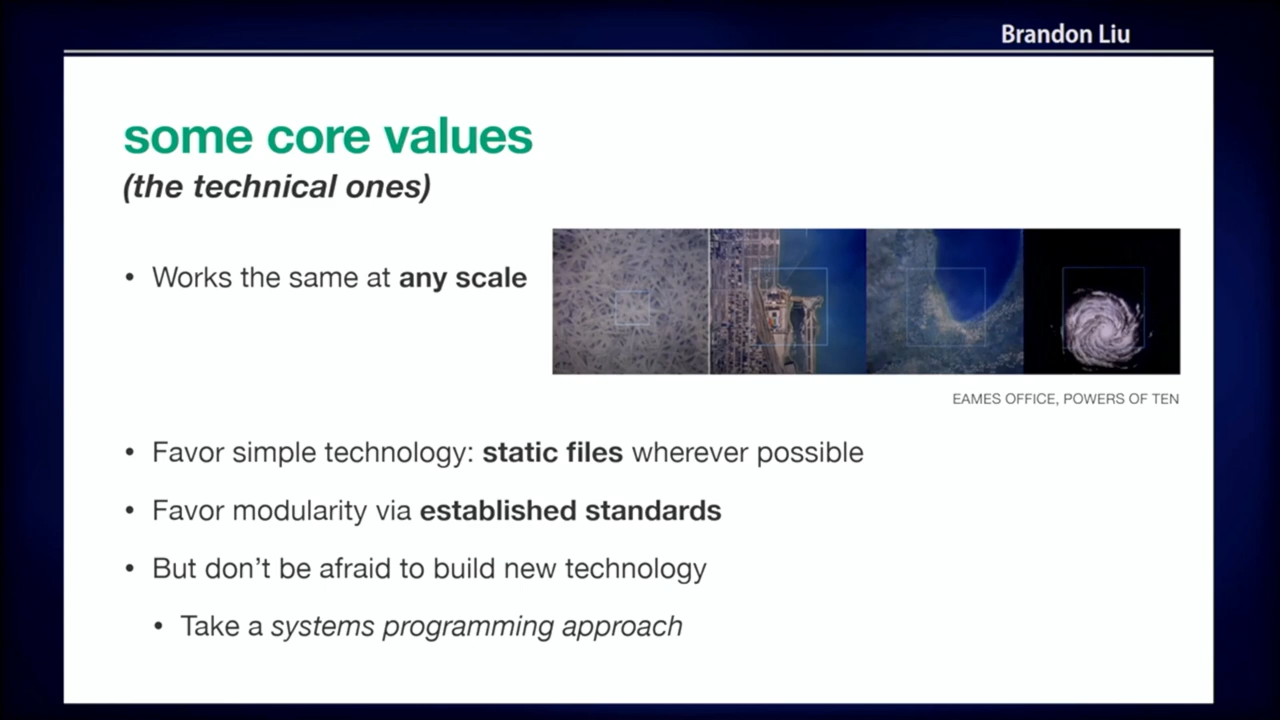 Brandon Liu
some core values
(the technical ones)
• Works the same at any scale
EAMES OFFICE, POWERS OF TEN
• Favor simple technology: static files wherever possible
• Favor modularity via established standards
• But don’t be afraid to build new technology
• Take a systems programming approach